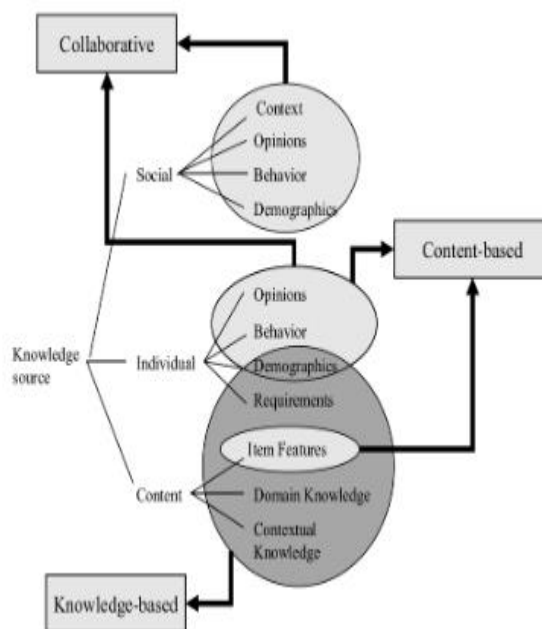 Collaborative
Context
Opinions
Social
Behavior
Demographics
Content-based
Opinions
Behavior
Knowledge
source
Individual
Demographics
Requirements
Item Features
Content
Domain Knowledge
Contextual
Knowledge
Knowledge-based